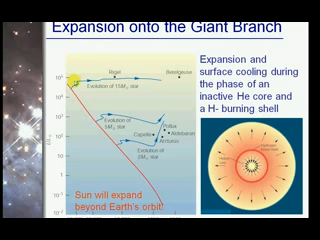 Expansion onto the Giant Branch
Rigel
Betelgeuse
Evolution of 15M⊙ star
Evolution of
5M⊙ star
Pollux
Capella
Aldebaran
Arcturus
Evolution of
star
10
1
Sun will expand
beyond Earth's orbit!
Expansion and
surface cooling during
the phase of an
inactive He core and
a H- burning shell